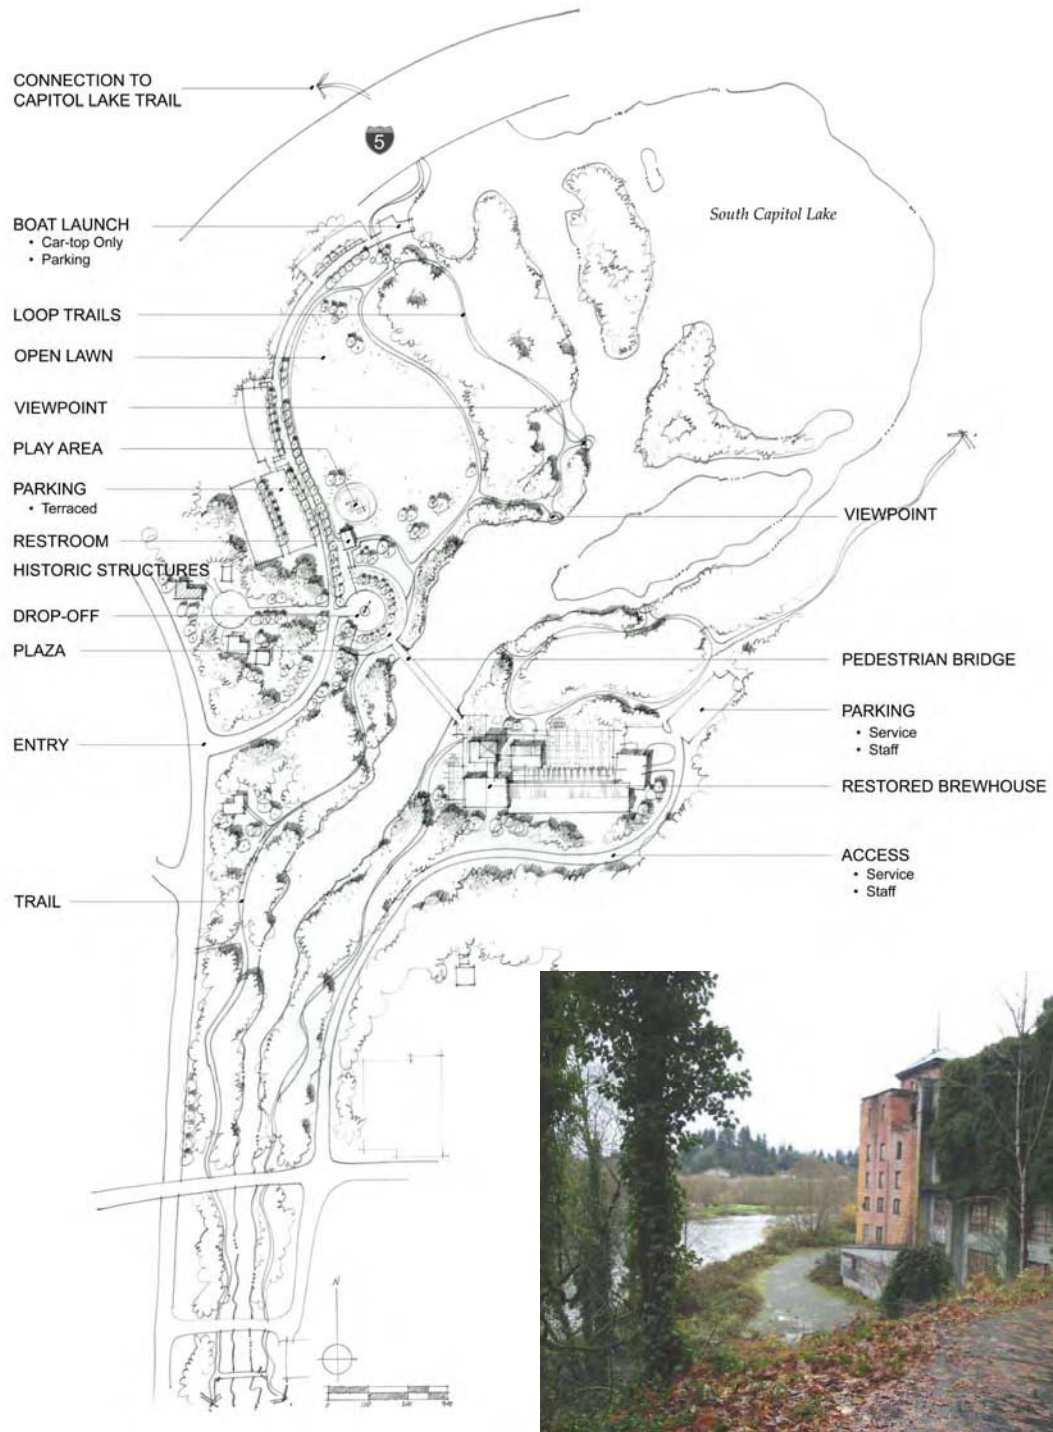 CONNECTION TO
CAPITOL LAKE TRAIL
5
BOAT LAUNCH
• Car-top Only
• Parking
South Capitol Lake
LOOP TRAILS
OPEN LAWN
VIEWPOINT
PLAY AREA
PARKING
• Terraced
RESTROOM
HISTORIC STRUCTURES
DROP-OFF
PLAZA
ENTRY
TRAIL
VIEWPOINT
PEDESTRIAN BRIDGE
PARKING
• Service
• Staff
RESTORED BREWHOUSE
ACCESS
• Service
• Staff
N